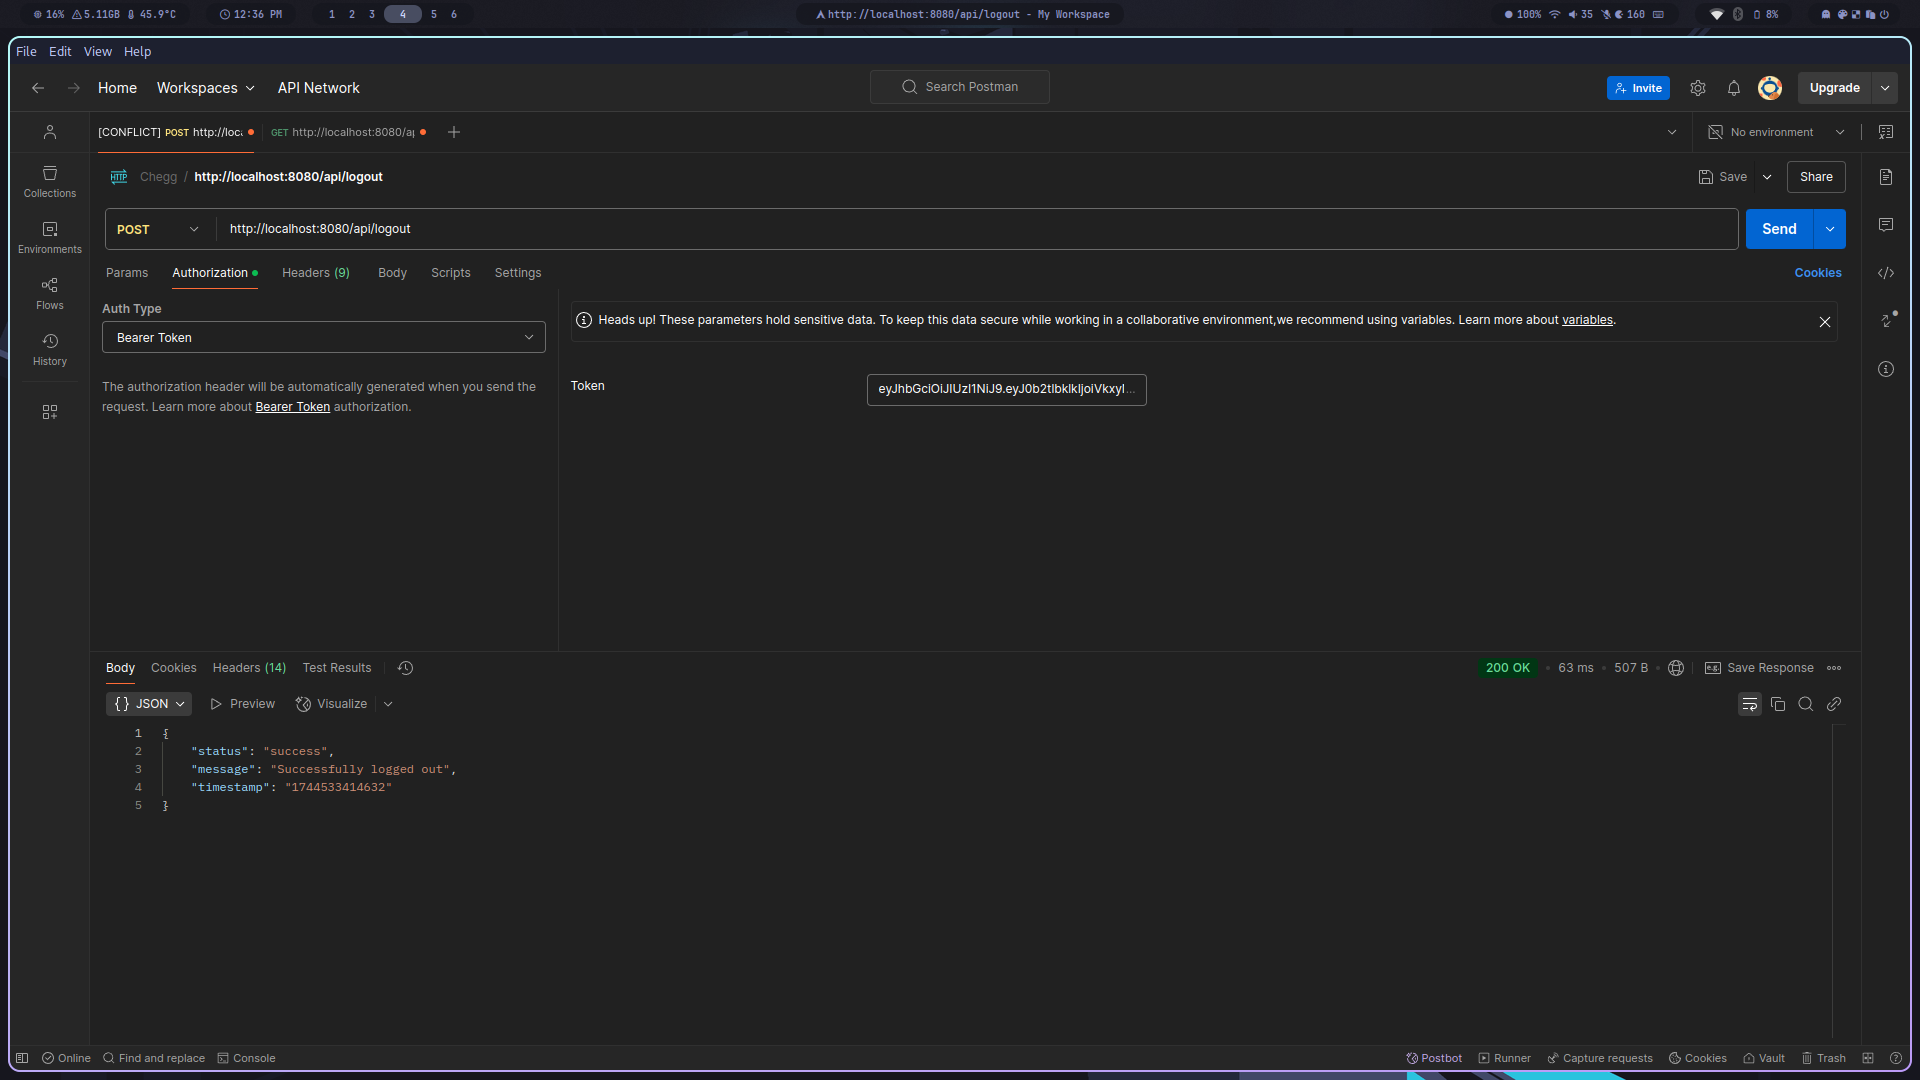 16% 5.11GB 45.9°C 12:36 PM 1 2 3 4 5 6 http://localhost:8080/api/logout - My Workspace 100% 35 160 8%
File Edit View Help
Home Workspaces API Network Search Postman Invite Upgrade
[CONFLICT] POST http://loc GET http://localhost:8080/a No environment
HTTP Chegg / http://localhost:8080/api/logout Save Share
Collections
POST http://localhost:8080/api/logout Send
Environments
Params Authorization Headers (9) Body Scripts Settings Cookies
Flows
Auth Type
Heads up! These parameters hold sensitive data. To keep this data secure while working in a collaborative environment,we recommend using variables. Learn more about variables.
Bearer Token
History
The authorization header will be automatically generated when you send the
request. Learn more about Bearer Token authorization.
Token
Body Cookies Headers (14) Test Results 200 OK • 63 ms • 507 B • e.g. Save Response
{} JSON Preview Visualize
1 {
2 "status": "success",
3 "message": "Successfully logged out",
4 "timestamp": "1744533414632"
5 }
Online Find and replace Console Postbot Runner Capture requests Cookies Vault Trash